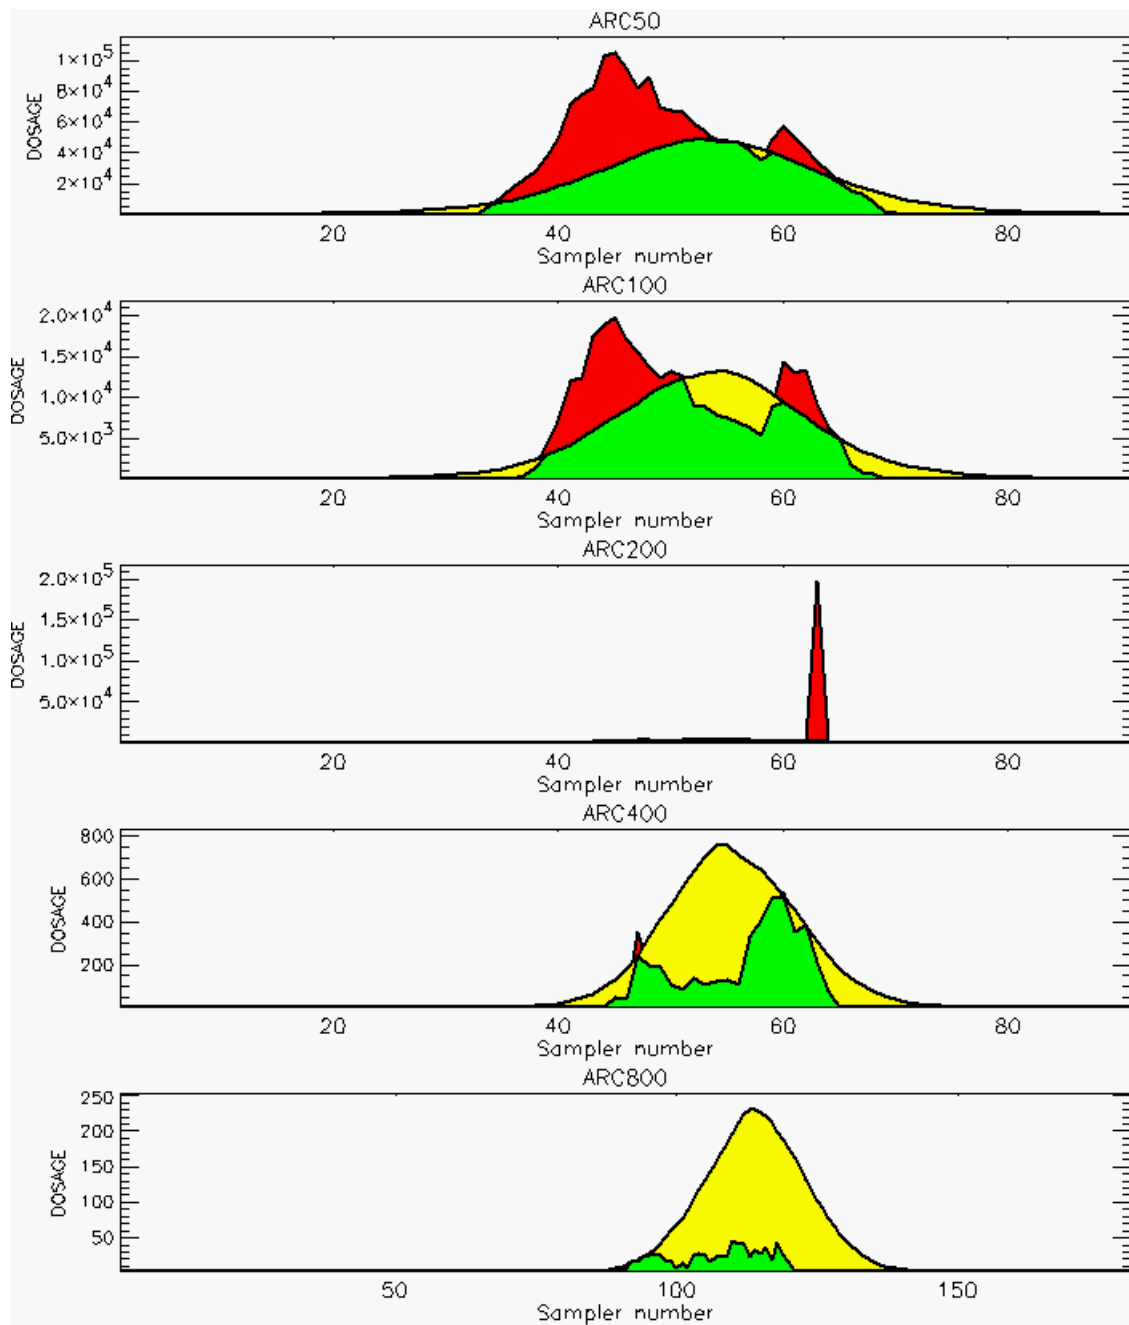 ARC50
1×10⁵
8×10⁴
6×10⁴
4×10⁴
2×10⁴
DOSAGE
20 40 60 80
Sampler number
ARC100
2.0×10⁴
1.5×10⁴
1.0×10⁴
5.0×10³
DOSAGE
20 40 60 80
Sampler number
ARC200
2.0×10⁵
1.5×10⁵
1.0×10⁵
5.0×10⁴
DOSAGE
20 40 60 80
Sampler number
ARC400
800
600
400
200
DOSAGE
20 40 60 80
Sampler number
ARC800
250
200
150
100
50
DOSAGE
50 100 150
Sampler number